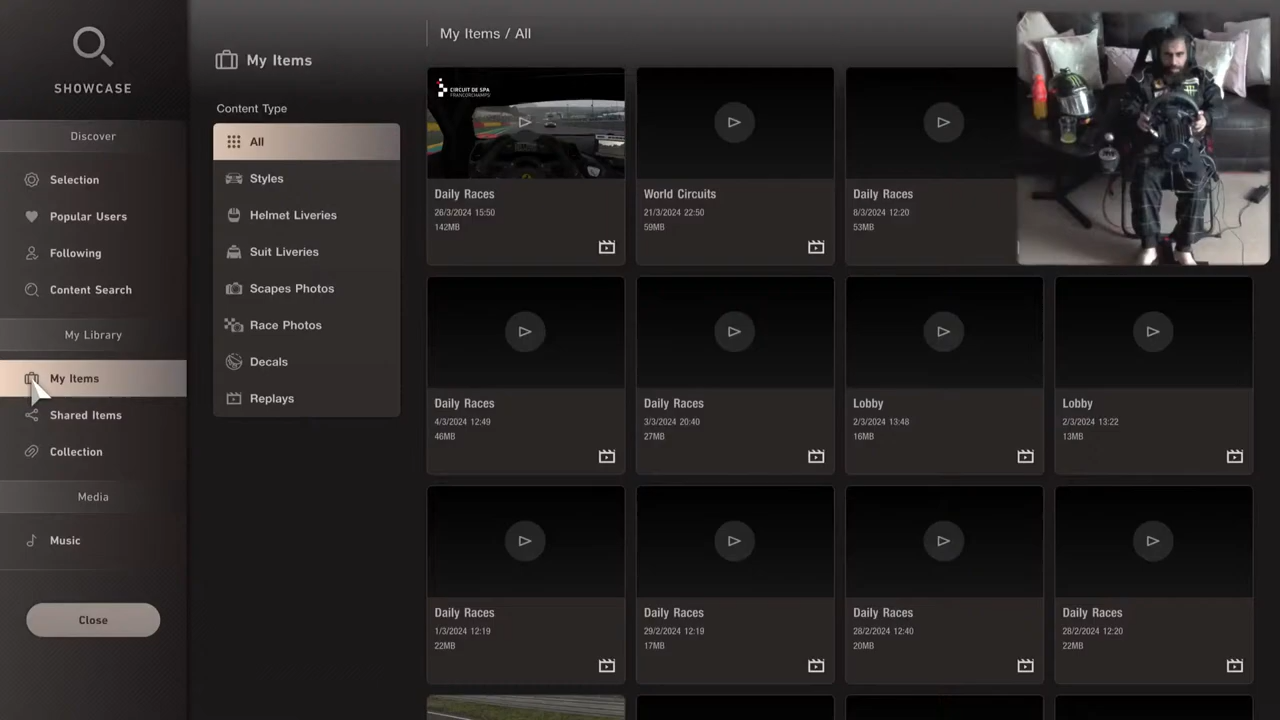 SHOWCASE
Discover
Selection
Popular Users
Following
Content Search
My Library
My Items
Shared Items
Collection
Media
Music
Close
My Items
Content Type
All
Styles
Helmet Liveries
Suit Liveries
Scapes Photos
Race Photos
Decals
Replays
My Items / All
CIRCUIT DE SPA
FRANCORCHAMPS
Daily Races
26/3/2024 15:50
142MB
World Circuits
21/3/2024 22:50
59MB
Daily Races
8/3/2024 12:20
53MB
Daily Races
4/3/2024 12:49
46MB
Daily Races
3/3/2024 20:40
27MB
Lobby
2/3/2024 13:48
16MB
Lobby
2/3/2024 13:22
13MB
Daily Races
1/3/2024 12:19
22MB
Daily Races
29/2/2024 12:19
17MB
Daily Races
28/2/2024 12:40
20MB
Daily Races
28/2/2024 12:20
22MB